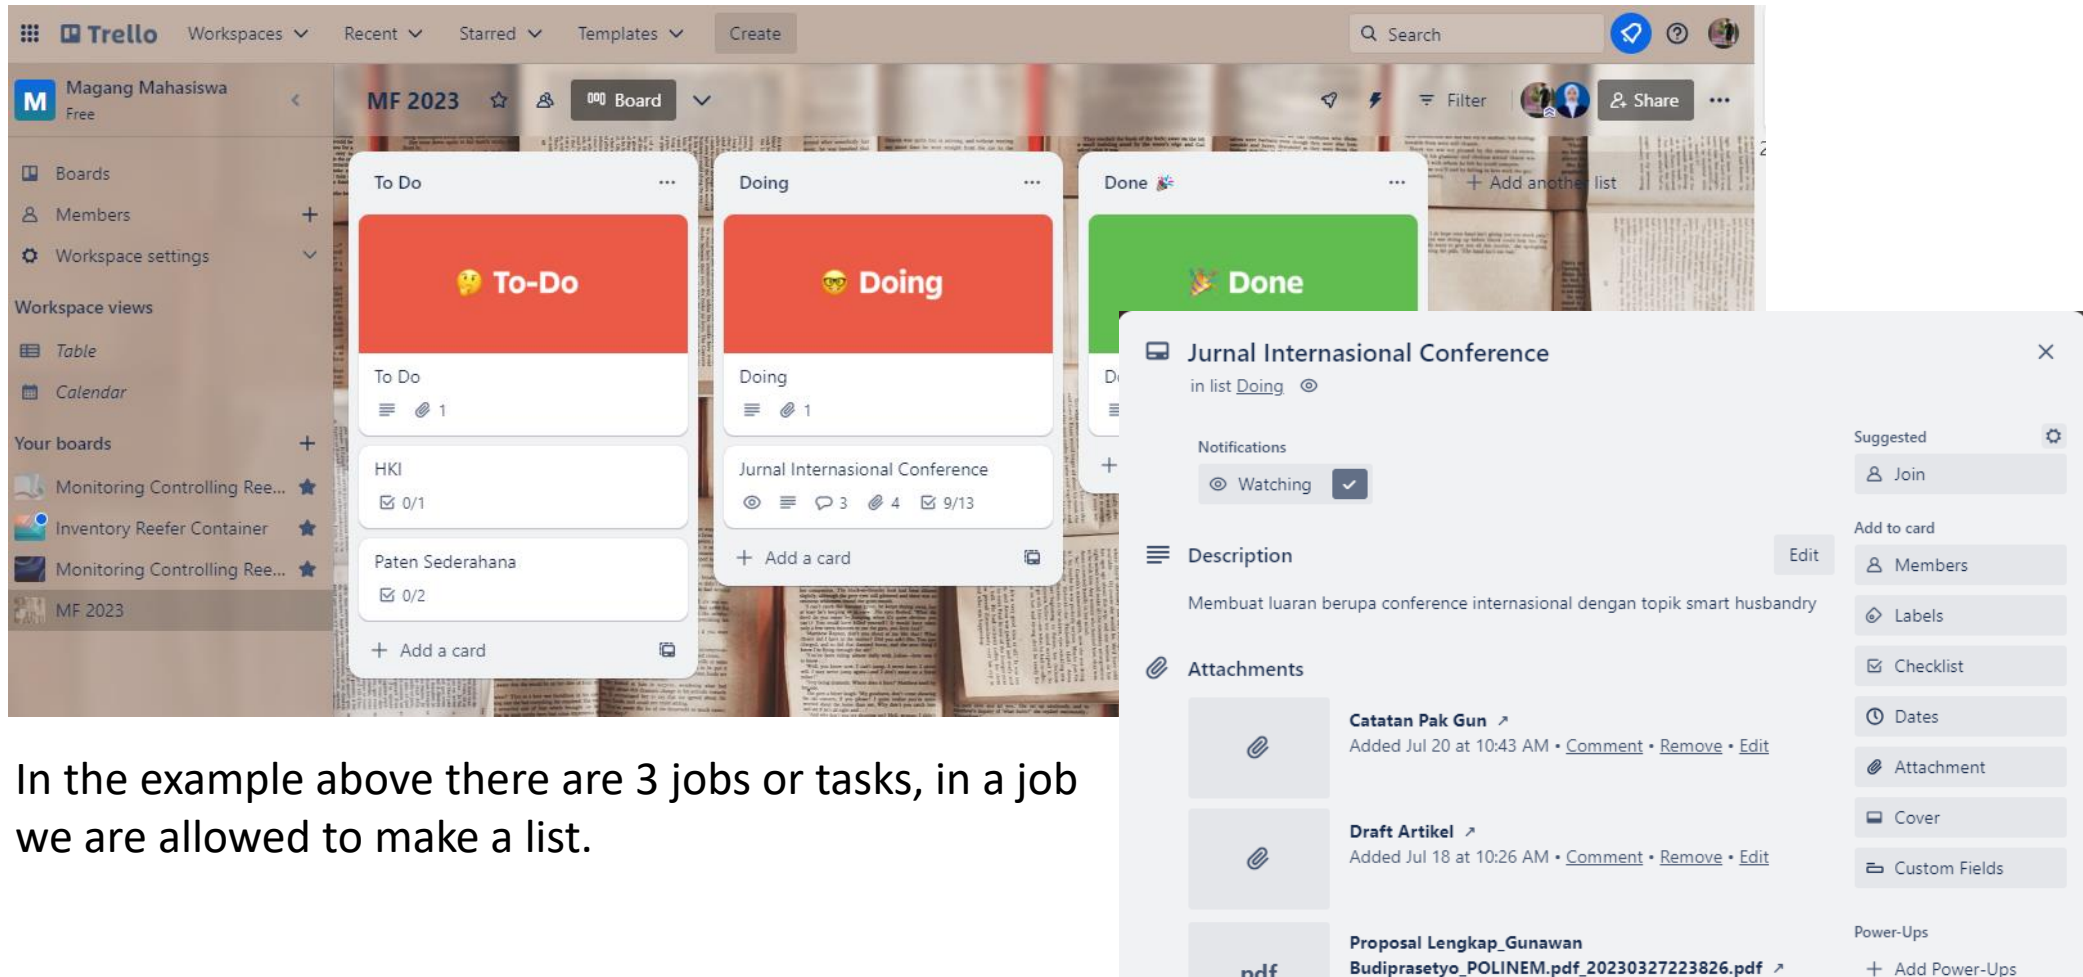 Trello Workspaces Recent Starred Templates Create Search
M Magang Mahasiswa
Free
MF 2023 Board Filter Share
Boards
Members
Workspace settings
Workspace views
Table
Calendar
Your boards
Monitoring Controlling Ree...
Inventory Reefer Container
Monitoring Controlling Ree...
MF 2023
To Do
🤔 To-Do
To Do
1
HKI
0/1
Paten Sederahana
0/2
+ Add a card
Doing
🤓 Doing
Doing
1
Jurnal Internasional Conference
3 4 9/13
+ Add a card
Done 🎉
🎉 Done
+ Add another list
Jurnal Internasional Conference
in list Doing
Notifications
Watching
Description Edit
Membuat luaran berupa conference internasional dengan topik smart husbandry
Attachments
Catatan Pak Gun ↗
Added Jul 20 at 10:43 AM • Comment • Remove • Edit
Draft Artikel ↗
Added Jul 18 at 10:26 AM • Comment • Remove • Edit
pdf
Proposal Lengkap_Gunawan
Budiprasetyo_POLINEM.pdf_20230327223826.pdf ↗
Suggested
Join
Add to card
Members
Labels
Checklist
Dates
Attachment
Cover
Custom Fields
Power-Ups
+ Add Power-Ups
In the example above there are 3 jobs or tasks, in a job
we are allowed to make a list.